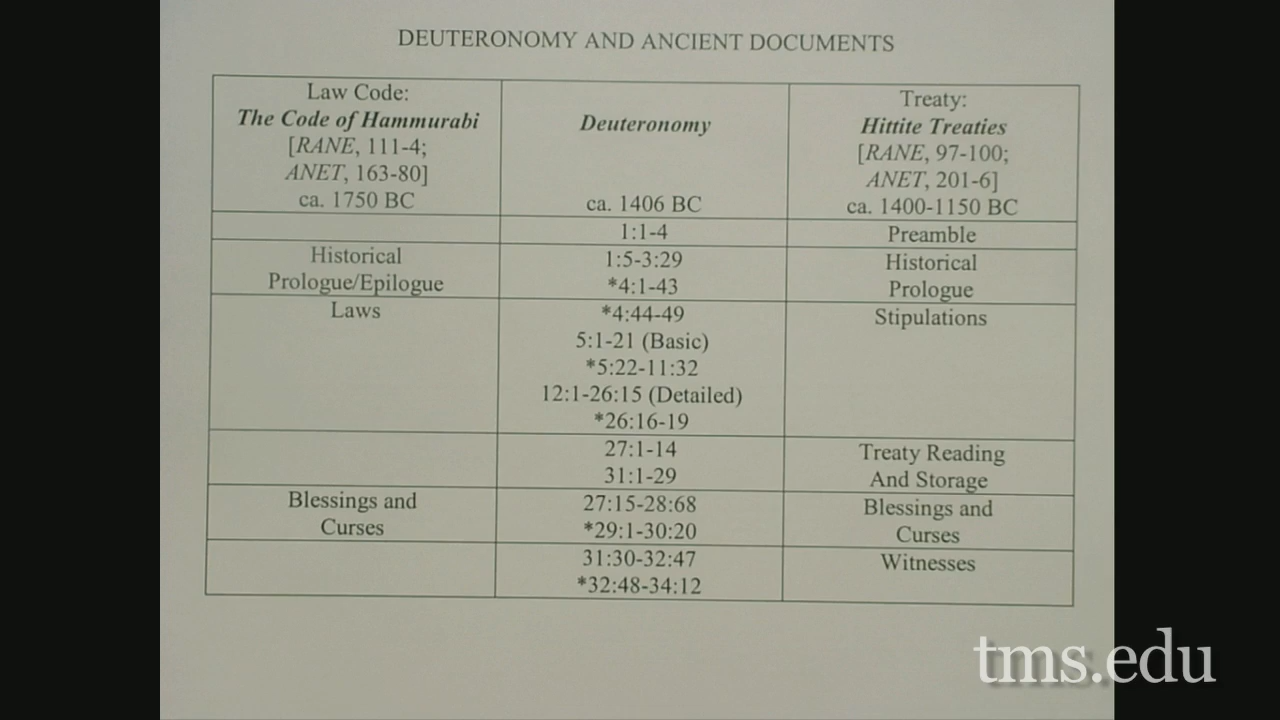 DEUTERONOMY AND ANCIENT DOCUMENTS
Law Code:
The Code of Hammurabi
[RANE, 111-4;
ANET, 163-80]
ca. 1750 BC
Deuteronomy
ca. 1406 BC
Treaty:
Hittite Treaties
[RANE, 97-100;
ANET, 201-6]
ca. 1400-1150 BC
1:1-4
Preamble
Historical
Prologue/Epilogue
1:5-3:29
*4:1-43
Historical
Prologue
Laws
*4:44-49
5:1-21 (Basic)
*5:22-11:32
12:1-26:15 (Detailed)
*26:16-19
Stipulations
27:1-14
31:1-29
Treaty Reading
And Storage
Blessings and
Curses
27:15-28:68
*29:1-30:20
Blessings and
Curses
31:30-32:47
*32:48-34:12
Witnesses
tms.edu